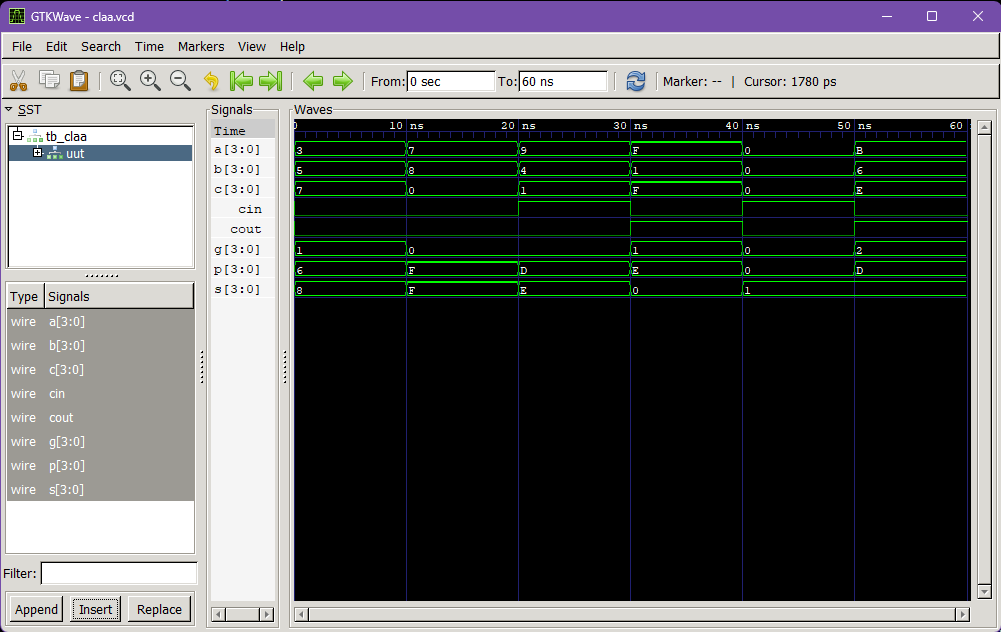 GTKWave - claa.vcd
File Edit Search Time Markers View Help
From: 0 sec To: 60 ns Marker: -- | Cursor: 1780 ps
SST
tb_claa
uut
Type Signals
wire a[3:0]
wire b[3:0]
wire c[3:0]
wire cin
wire cout
wire g[3:0]
wire p[3:0]
wire s[3:0]
Filter:
Append Insert Replace
Signals
Time
a[3:0]
b[3:0]
c[3:0]
cin
cout
g[3:0]
p[3:0]
s[3:0]
Waves
0 10 ns 20 ns 30 ns 40 ns 50 ns 60
3 7 9 F 0 B
5 8 4 1 0 6
7 0 1 F 0 E
1 0 1 0 2
6 F D E 0 D
8 F E 0 1